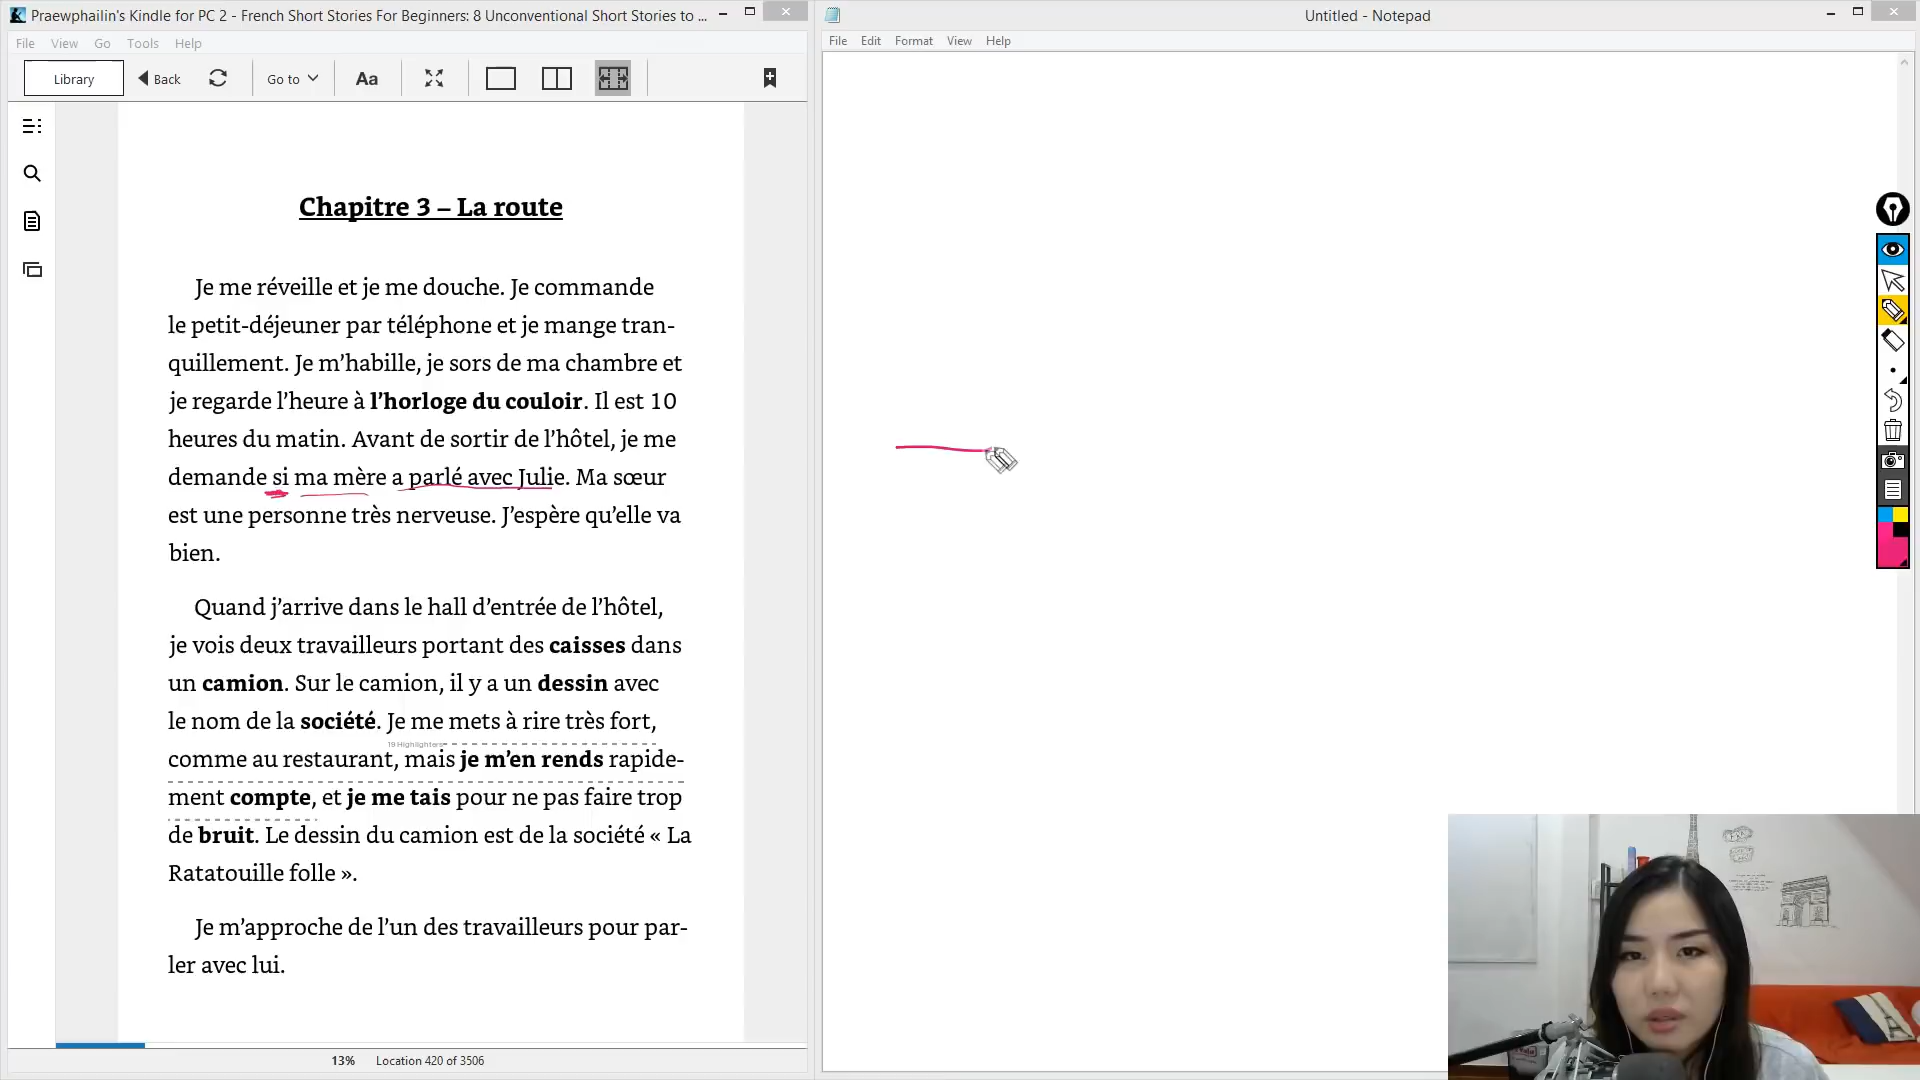 Praewphailin's Kindle for PC 2 - French Short Stories For Beginners: 8 Unconventional Short Stories to ...
File View Go Tools Help
Library Back Go to Aa
Chapitre 3 – La route
Je me réveille et je me douche. Je commande
le petit-déjeuner par téléphone et je mange tran-
quillement. Je m’habille, je sors de ma chambre et
je regarde l’heure à l’horloge du couloir. Il est 10
heures du matin. Avant de sortir de l’hôtel, je me
demande si ma mère a parlé avec Julie. Ma sœur
est une personne très nerveuse. J’espère qu’elle va
bien.
Quand j’arrive dans le hall d’entrée de l’hôtel,
je vois deux travailleurs portant des caisses dans
un camion. Sur le camion, il y a un dessin avec
le nom de la société. Je me mets à rire très fort,
19 Highlighters
comme au restaurant, mais je m’en rends rapide-
ment compte, et je me tais pour ne pas faire trop
de bruit. Le dessin du camion est de la société « La
Ratatouille folle ».
Je m’approche de l’un des travailleurs pour par-
ler avec lui.
13% Location 420 of 3506
Untitled - Notepad
File Edit Format View Help